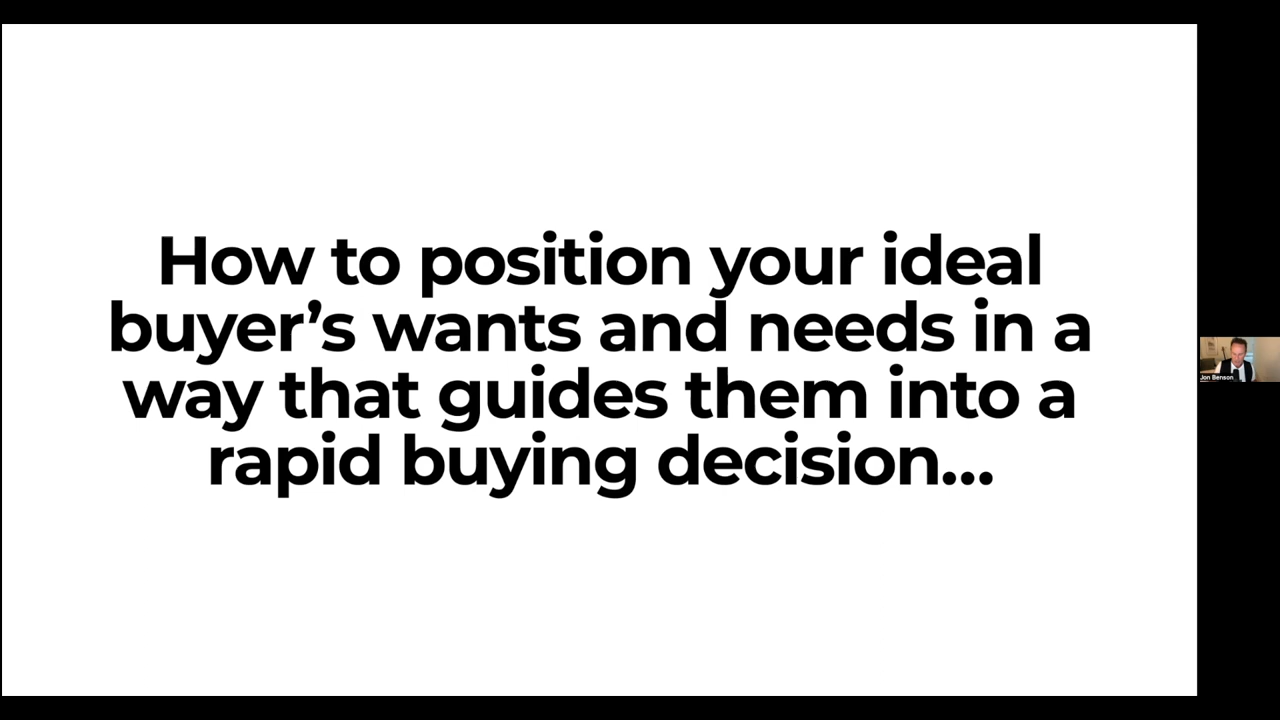 How to position your ideal
buyer’s wants and needs in a
way that guides them into a
rapid buying decision...
Jon Benson